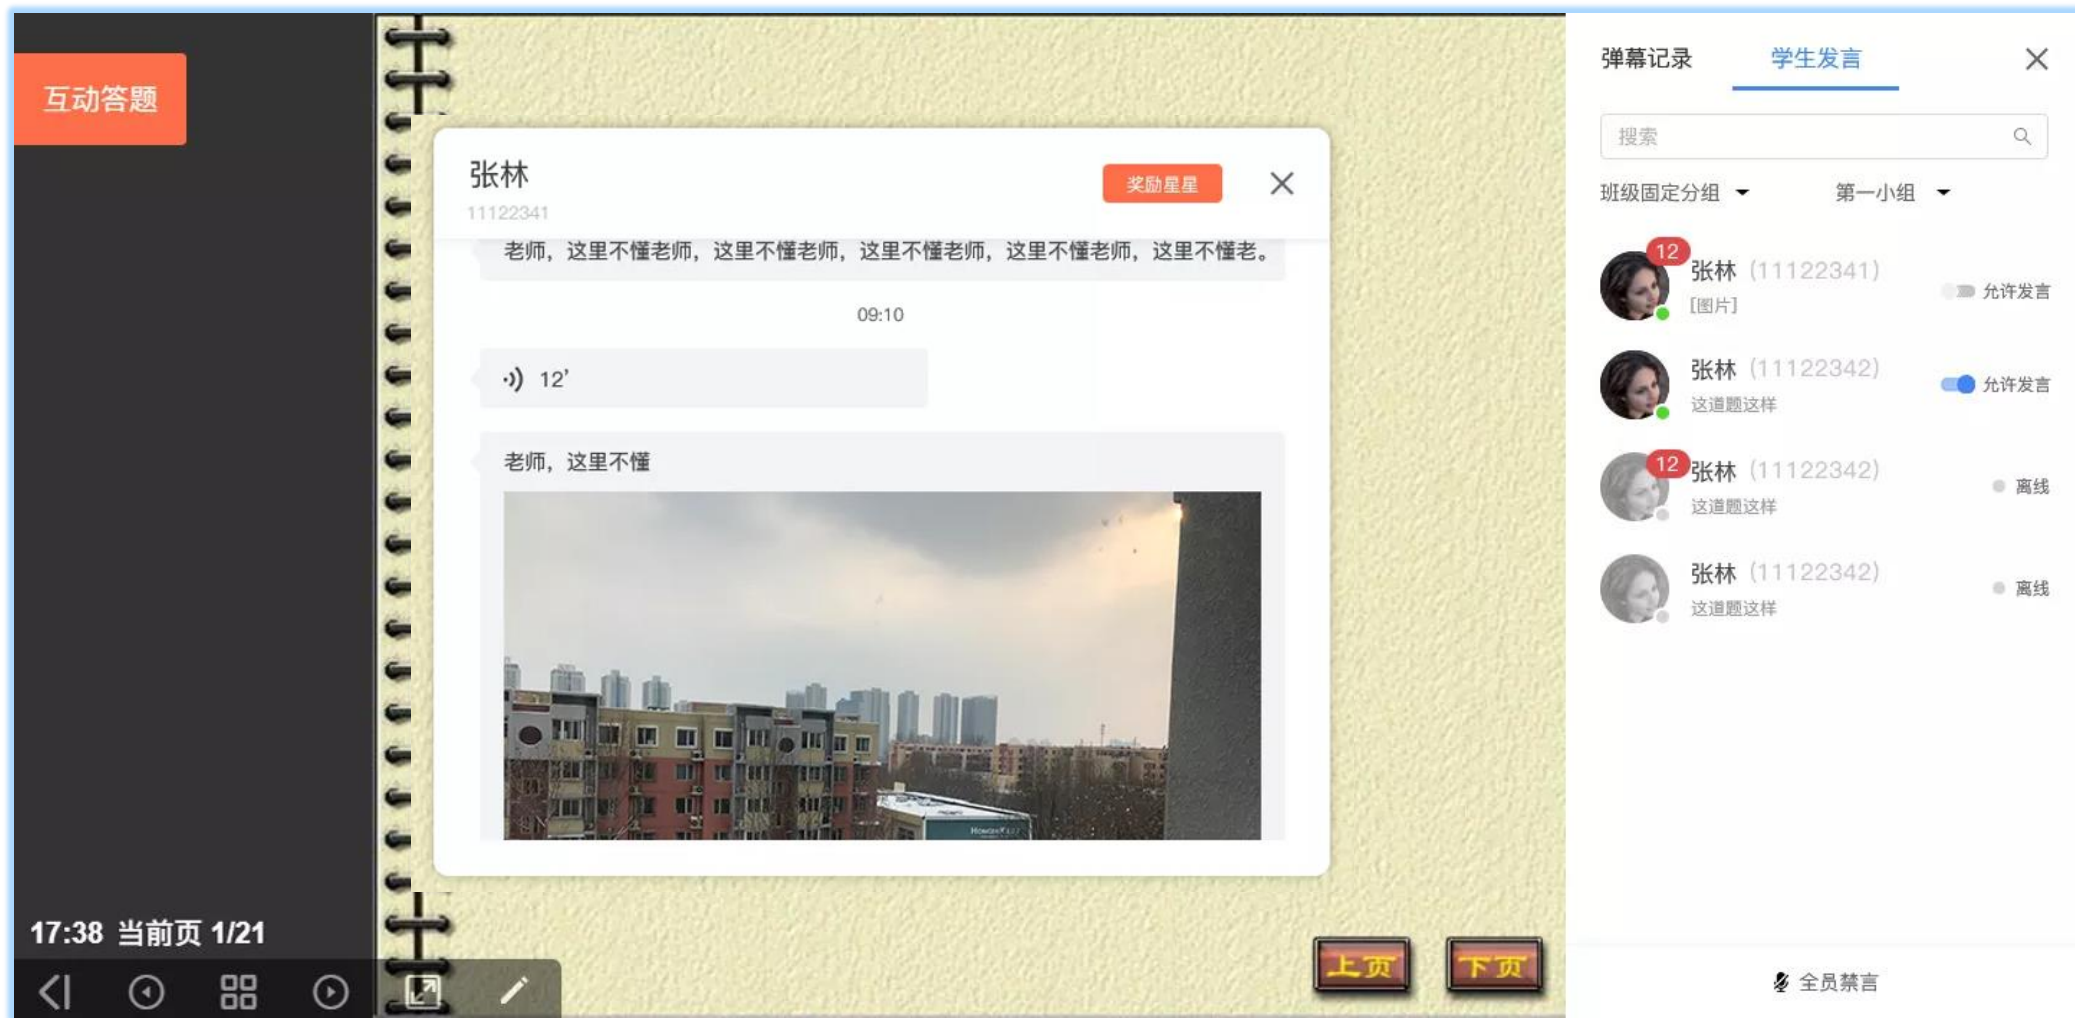 互动答题
张林
11122341
奖励星星
老师，这里不懂老师，这里不懂老师，这里不懂老师，这里不懂老师，这里不懂老。
09:10
12’
老师，这里不懂
17:38 当前页 1/21
上页
下页
弹幕记录
学生发言
搜索
班级固定分组
第一小组
12
张林（11122341）
[图片]
允许发言
张林（11122342）
这道题这样
允许发言
12
张林（11122342）
这道题这样
离线
张林（11122342）
这道题这样
离线
全员禁言